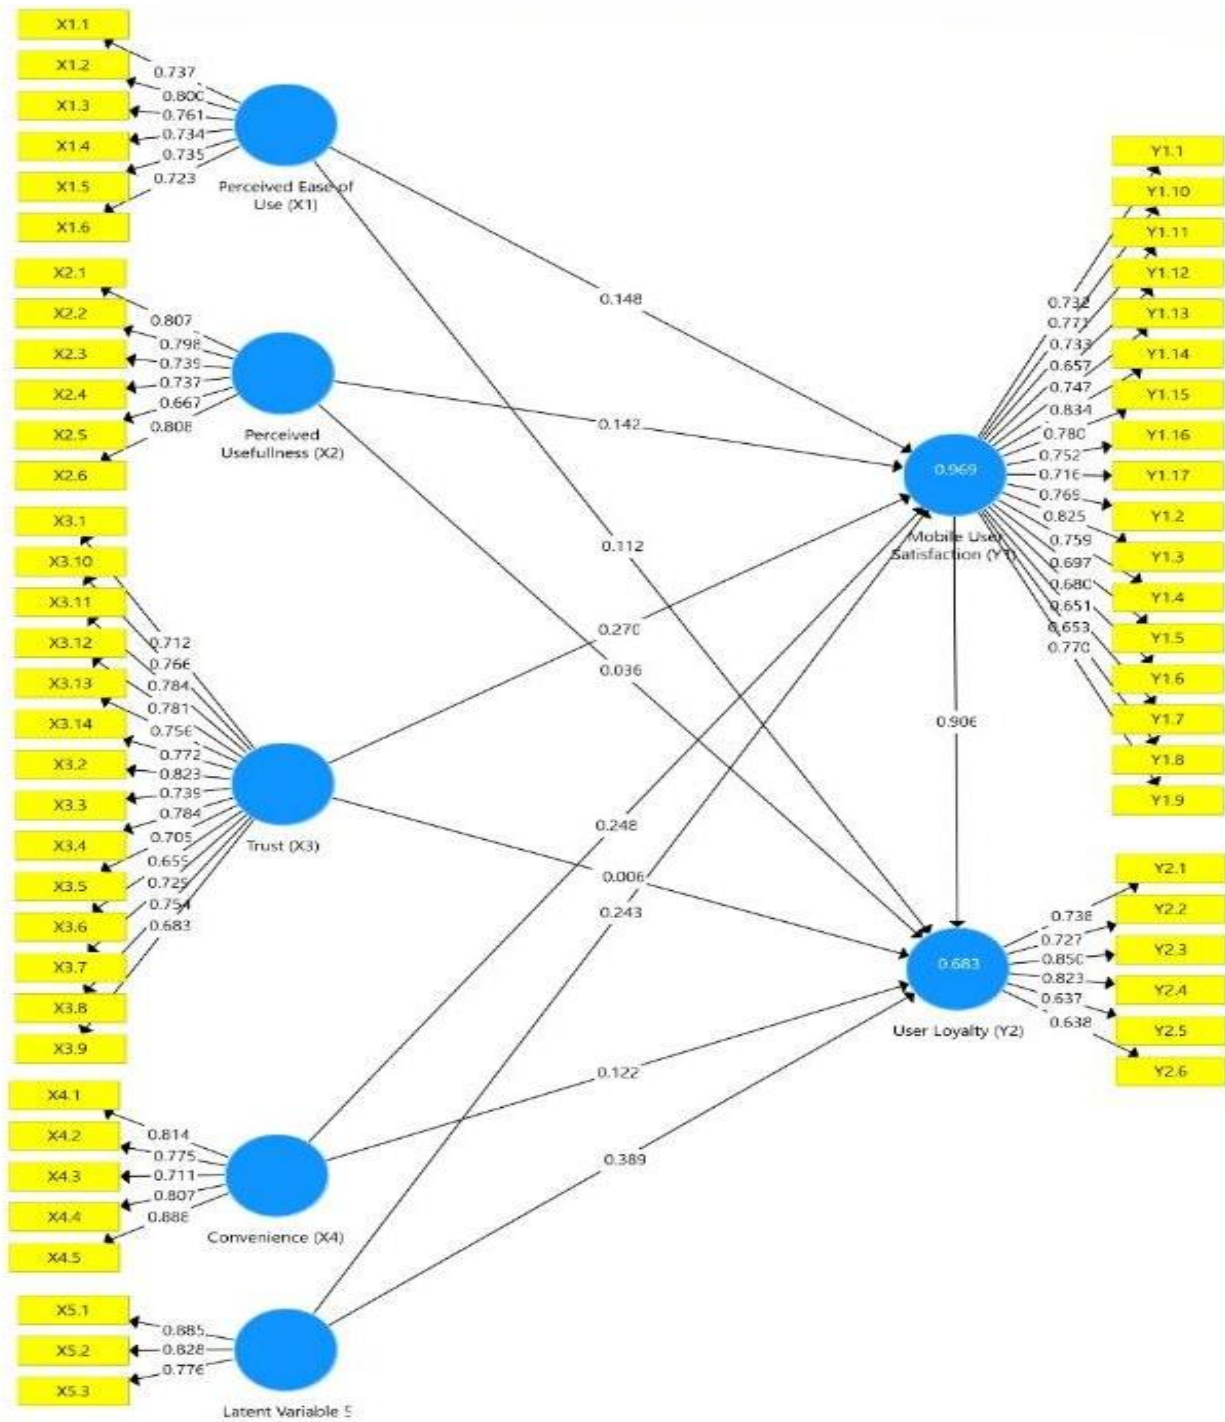 X1.1
X1.2
X1.3
X1.4
X1.5
X1.6
0.737
0.800
0.761
0.734
0.735
0.723
Perceived Ease of
Use (X1)
X2.1
X2.2
X2.3
X2.4
X2.5
X2.6
0.807
0.798
0.739
0.737
0.667
0.808
Perceived
Usefullness (X2)
X3.1
X3.10
X3.11
X3.12
X3.13
X3.14
X3.2
X3.3
X3.4
X3.5
X3.6
X3.7
X3.8
X3.9
0.712
0.766
0.784
0.781
0.756
0.772
0.823
0.739
0.784
0.705
0.655
0.725
0.754
0.683
Trust (X3)
X4.1
X4.2
X4.3
X4.4
X4.5
0.814
0.775
0.711
0.807
0.888
Convenience (X4)
X5.1
X5.2
X5.3
0.885
0.828
0.776
Latent Variable 5
0.148
0.142
0.112
0.270
0.036
0.248
0.006
0.243
0.122
0.389
0.906
0.969
Mobile User
Satisfaction (Y1)
0.732
0.771
0.733
0.657
0.747
0.834
0.780
0.752
0.716
0.769
0.825
0.759
0.697
0.680
0.651
0.653
0.770
Y1.1
Y1.10
Y1.11
Y1.12
Y1.13
Y1.14
Y1.15
Y1.16
Y1.17
Y1.2
Y1.3
Y1.4
Y1.5
Y1.6
Y1.7
Y1.8
Y1.9
0.683
User Loyalty (Y2)
0.738
0.727
0.850
0.823
0.637
0.638
Y2.1
Y2.2
Y2.3
Y2.4
Y2.5
Y2.6